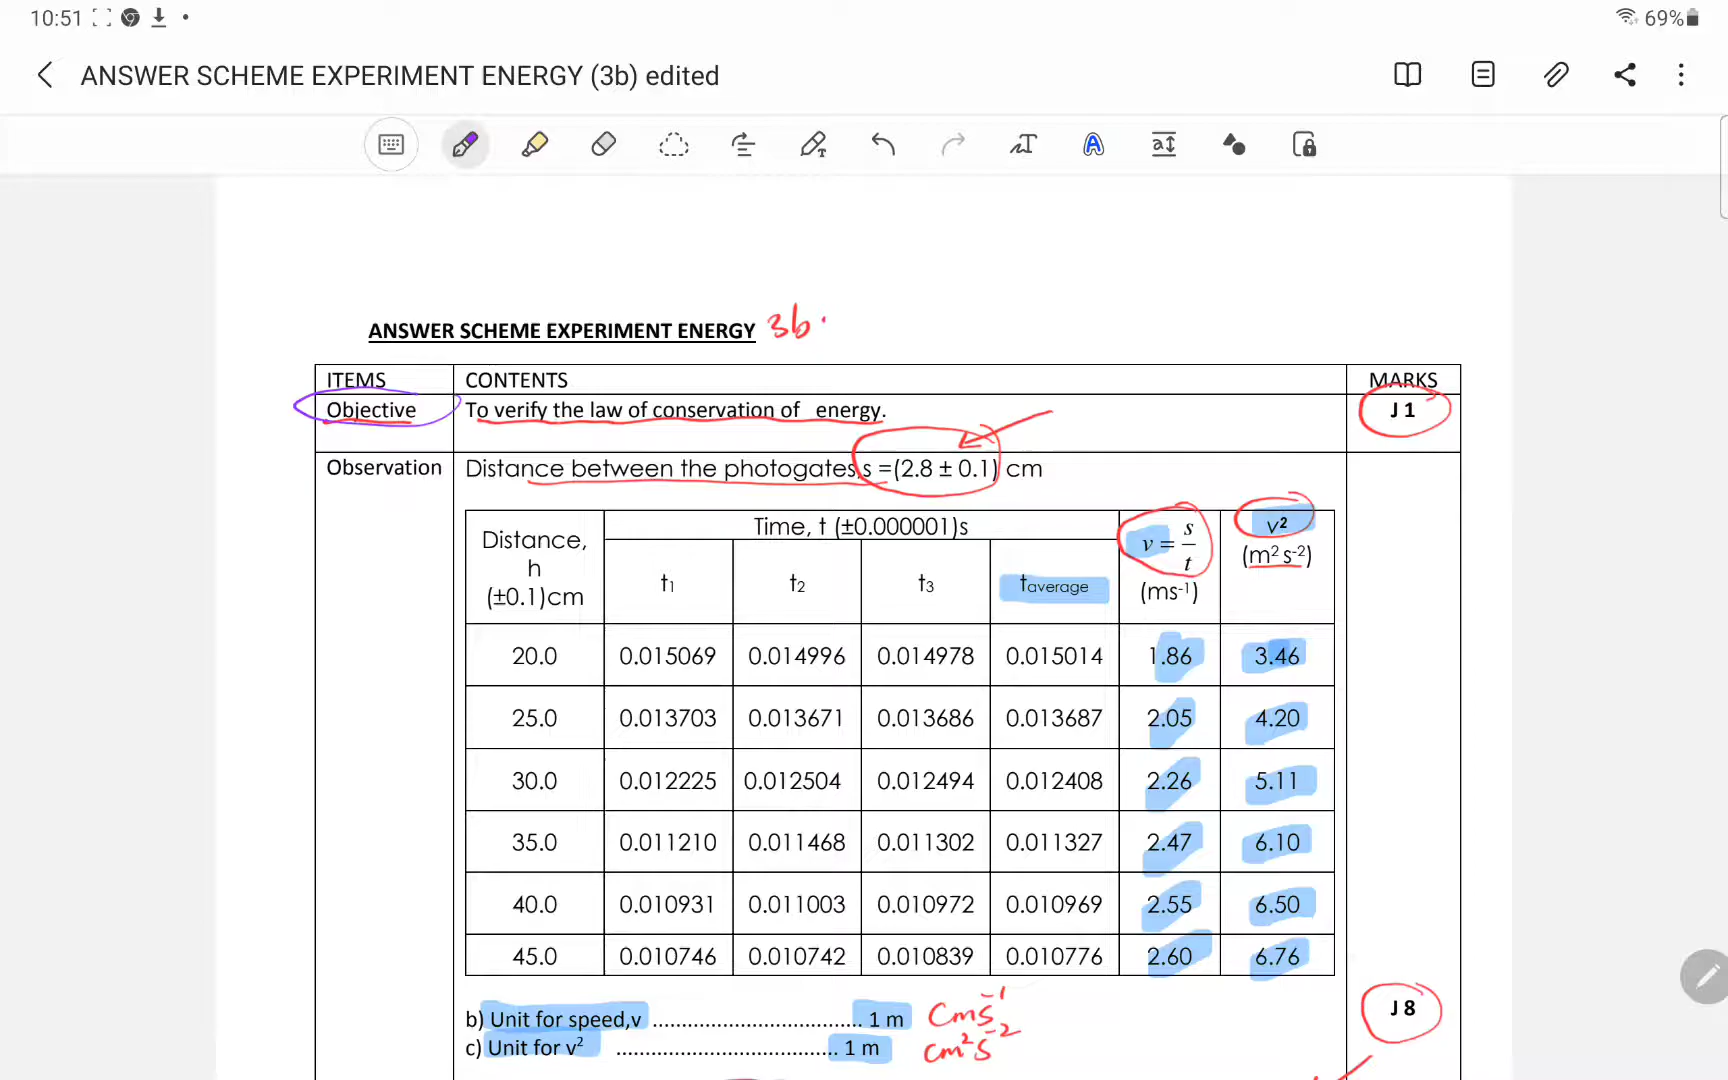 10:51
69%
ANSWER SCHEME EXPERIMENT ENERGY (3b) edited
ANSWER SCHEME EXPERIMENT ENERGY 3b.
ITEMS CONTENTS MARKS
Objective To verify the law of conservation of energy. J 1
Observation Distance between the photogates,s =(2.8 ± 0.1) cm
Distance, h (±0.1)cm Time, t (±0.000001)s v = s/t (ms-1) v² (m² s-2)
t1 t2 t3 taverage
20.0 0.015069 0.014996 0.014978 0.015014 1.86 3.46
25.0 0.013703 0.013671 0.013686 0.013687 2.05 4.20
30.0 0.012225 0.012504 0.012494 0.012408 2.26 5.11
35.0 0.011210 0.011468 0.011302 0.011327 2.47 6.10
40.0 0.010931 0.011003 0.010972 0.010969 2.55 6.50
45.0 0.010746 0.010742 0.010839 0.010776 2.60 6.76
b) Unit for speed,v .................................... 1 m cms⁻¹ J 8
c) Unit for v² ...................................... 1 m cm²s⁻²